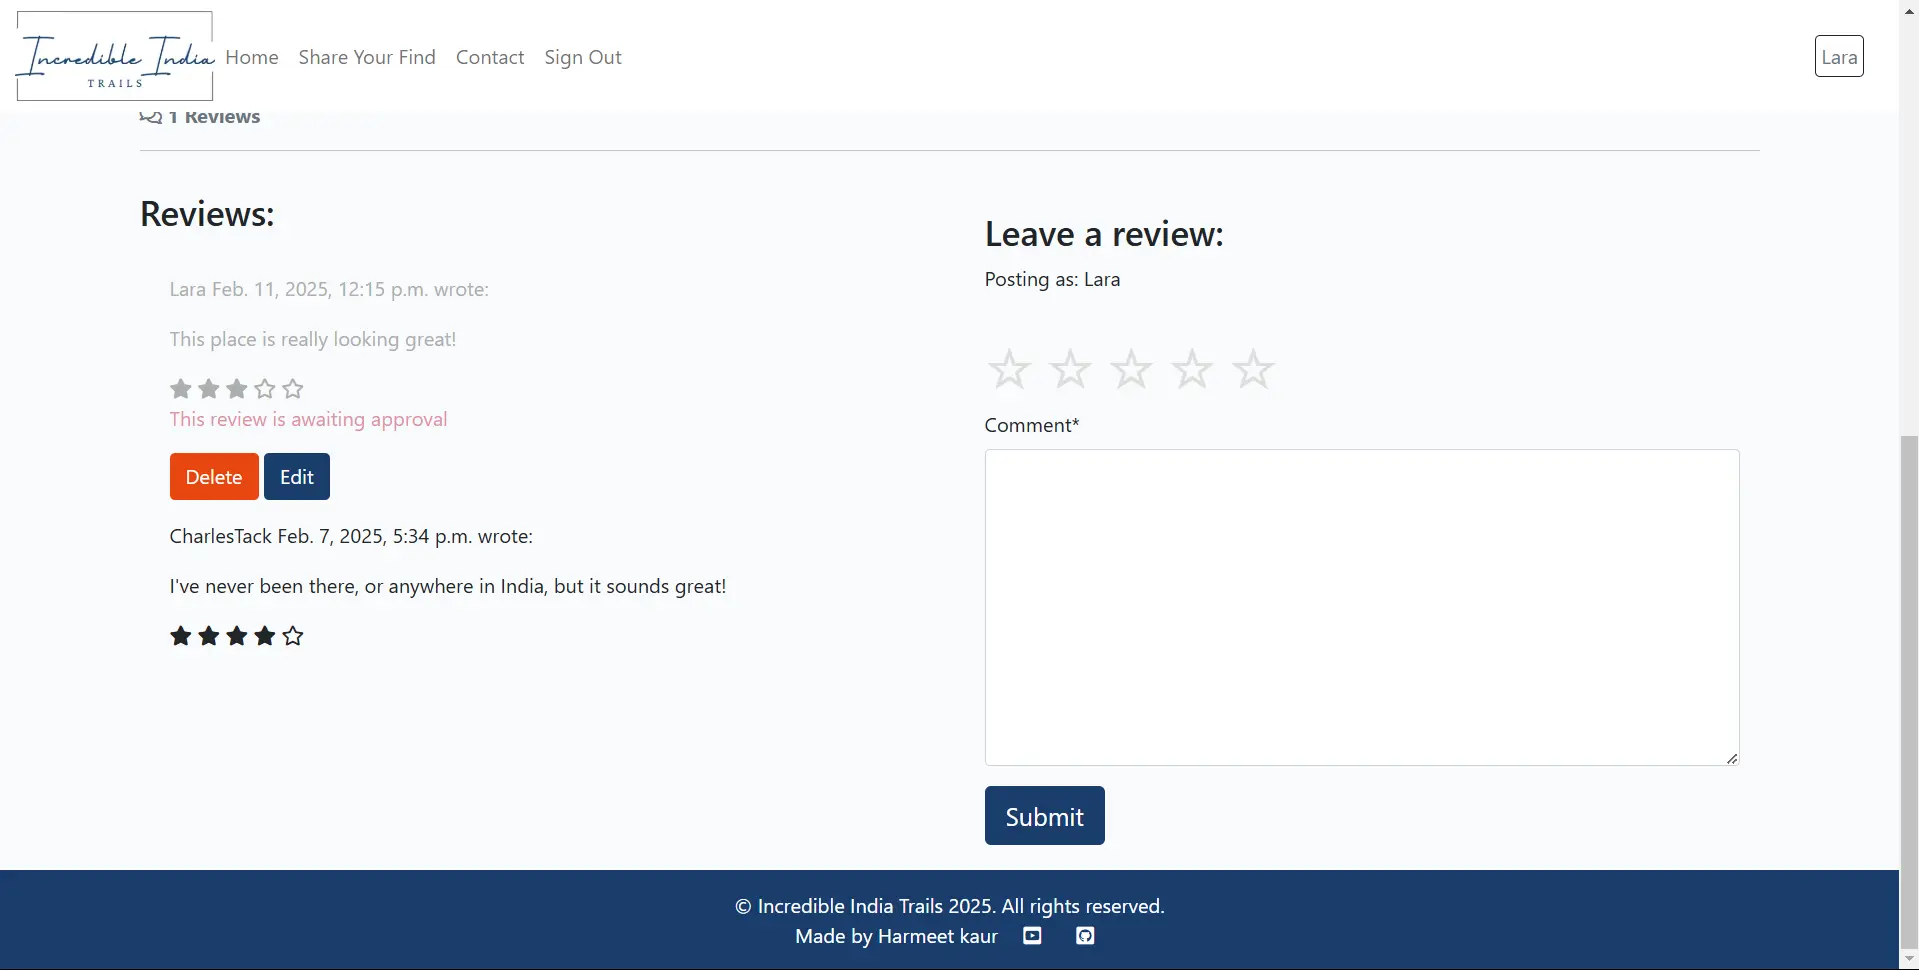 Incredible India
TRAILS
Home Share Your Find Contact Sign Out
Lara
1 Reviews
Reviews:
Lara Feb. 11, 2025, 12:15 p.m. wrote:
This place is really looking great!
This review is awaiting approval
Delete Edit
CharlesTack Feb. 7, 2025, 5:34 p.m. wrote:
I've never been there, or anywhere in India, but it sounds great!
Leave a review:
Posting as: Lara
Comment*
Submit
© Incredible India Trails 2025. All rights reserved.
Made by Harmeet kaur